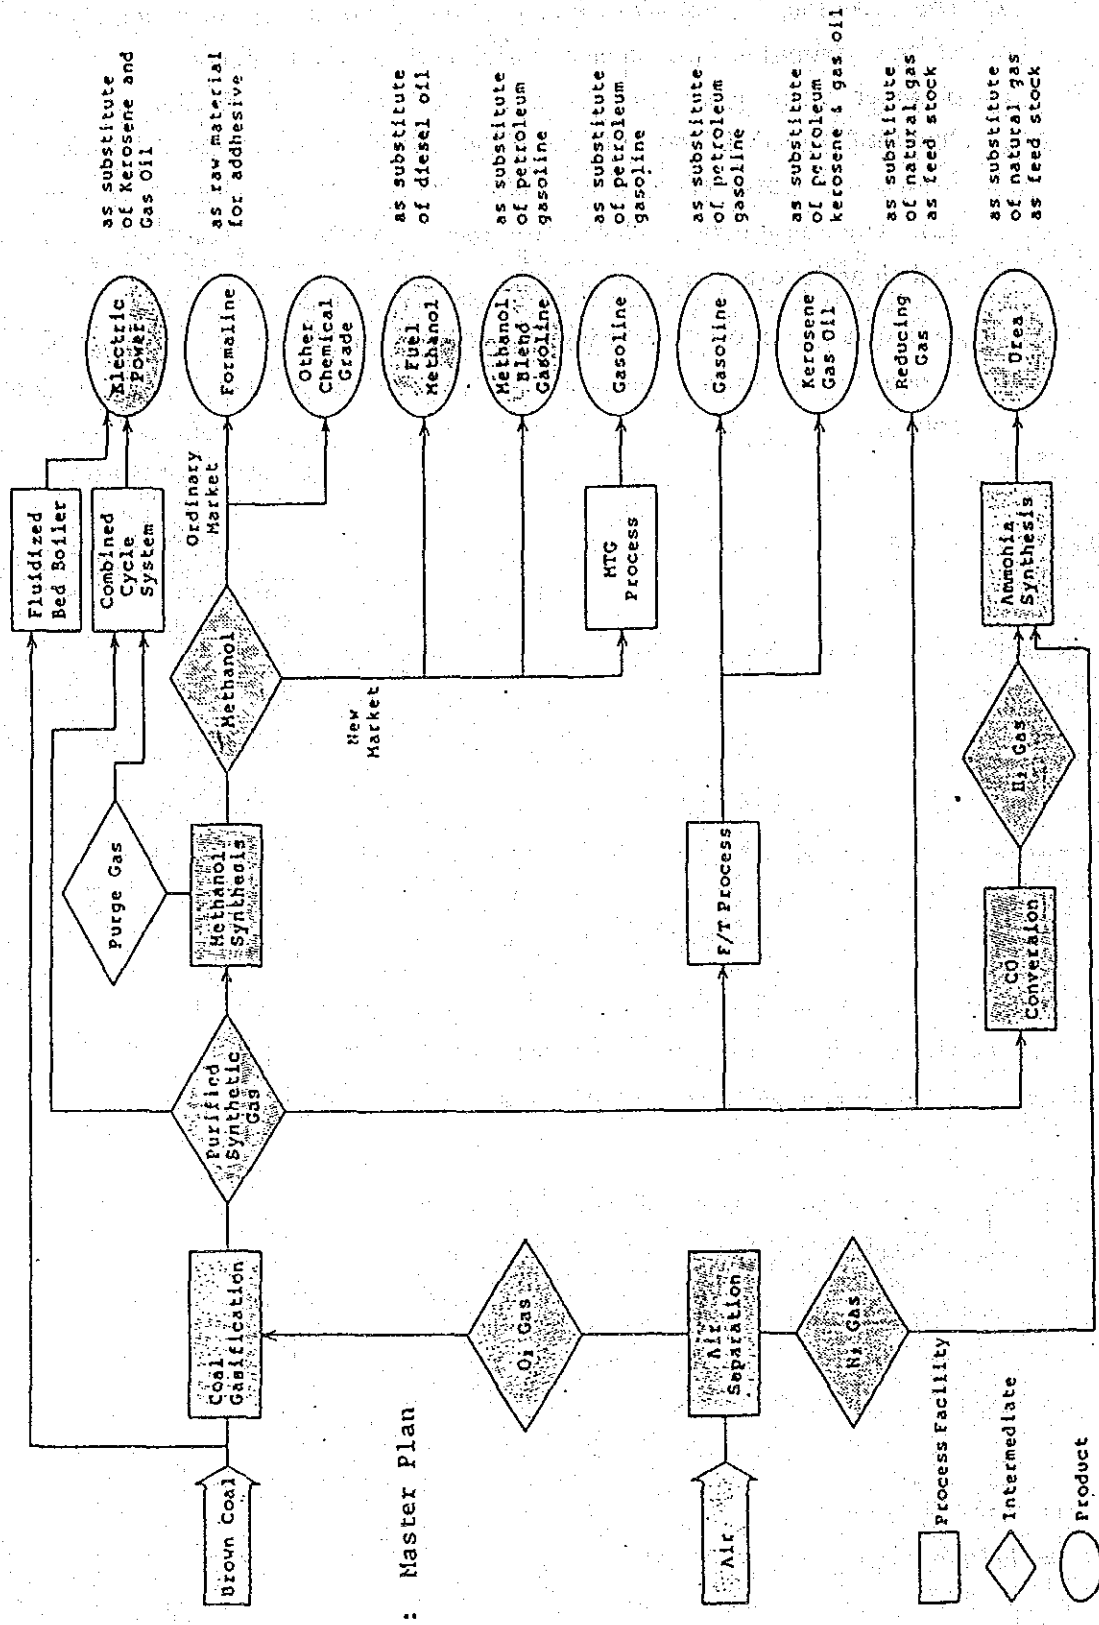 Brown Coal
Air
: Master Plan
Coal
Gasification
O₂ Gas
Air
Separation
N₂ Gas
Purified
Synthetic
Gas
Purge Gas
Methanol
Synthesis
F/T Process
CO
Conversion
H₂ Gas
Methanol
New
Market
Ordinary
Market
Fluidized
Bed Boiler
Combined
Cycle
System
MTG
Process
Ammonia
Synthesis
Electric
Power
as substitute
of Kerosene and
Gas Oil
Formaline
as raw material
for addhesive
Other
Chemical
Grade
Fuel
Methanol
as substitute
of diesel oil
Methanol
Blend
Gasoline
as substitute
of petroleum
gasoline
Gasoline
as substitute
of petroleum
gasoline
Gasoline
as substitute
of petroleum
gasoline
Kerosene
Gas Oil
as substitute
of petroleum
kerosene & gas oil
Reducing
Gas
as substitute
of natural gas
as feed stock
Urea
as substitute
of natural gas
as feed stock
Process Facility
Intermediate
Product